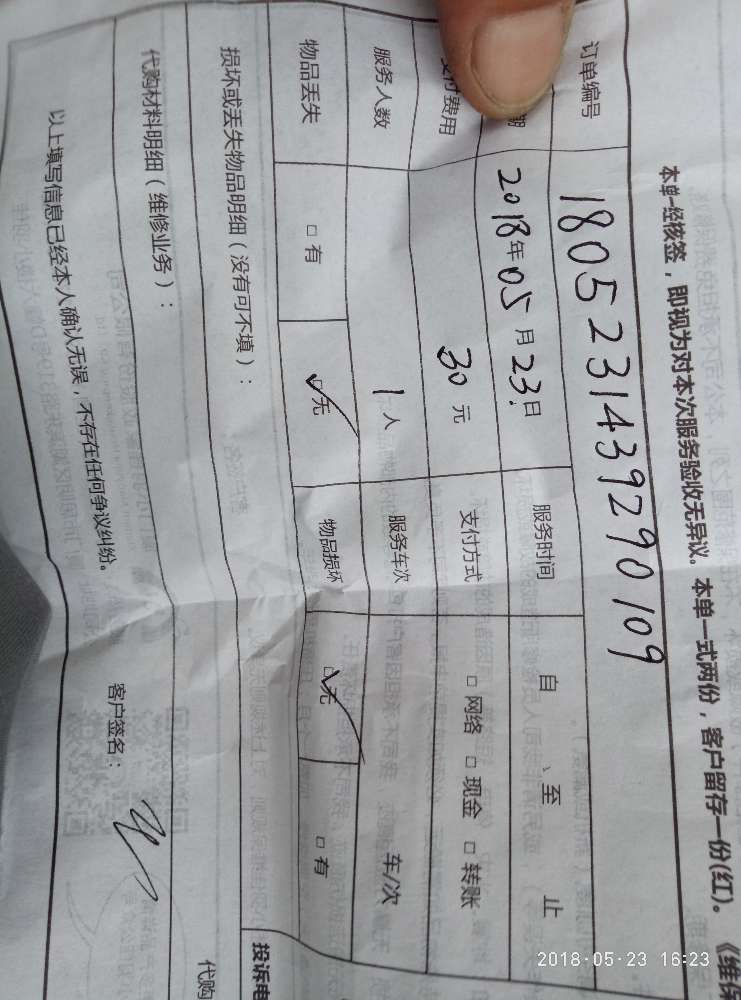 本单一经核签，即视为对本次服务验收无异议。本单一式两份，客户留存一份(红)。《维保
订单编号 1805231439290109
期 2018年05月23日 服务时间 自 、至 止
支付费用 30元 支付方式 □网络 □现金 □转账
服务人数 1人 服务车次 车/次
物品丢失 □有 ☑无 物品损坏 ☑无 □有
损坏或丢失物品明细（没有可不填）：
投诉电
代购材料明细（维修业务）：
代购
以上填写信息已经本人确认无误，不存在任何争议纠纷。
客户签名：
2018-05-23 16:23